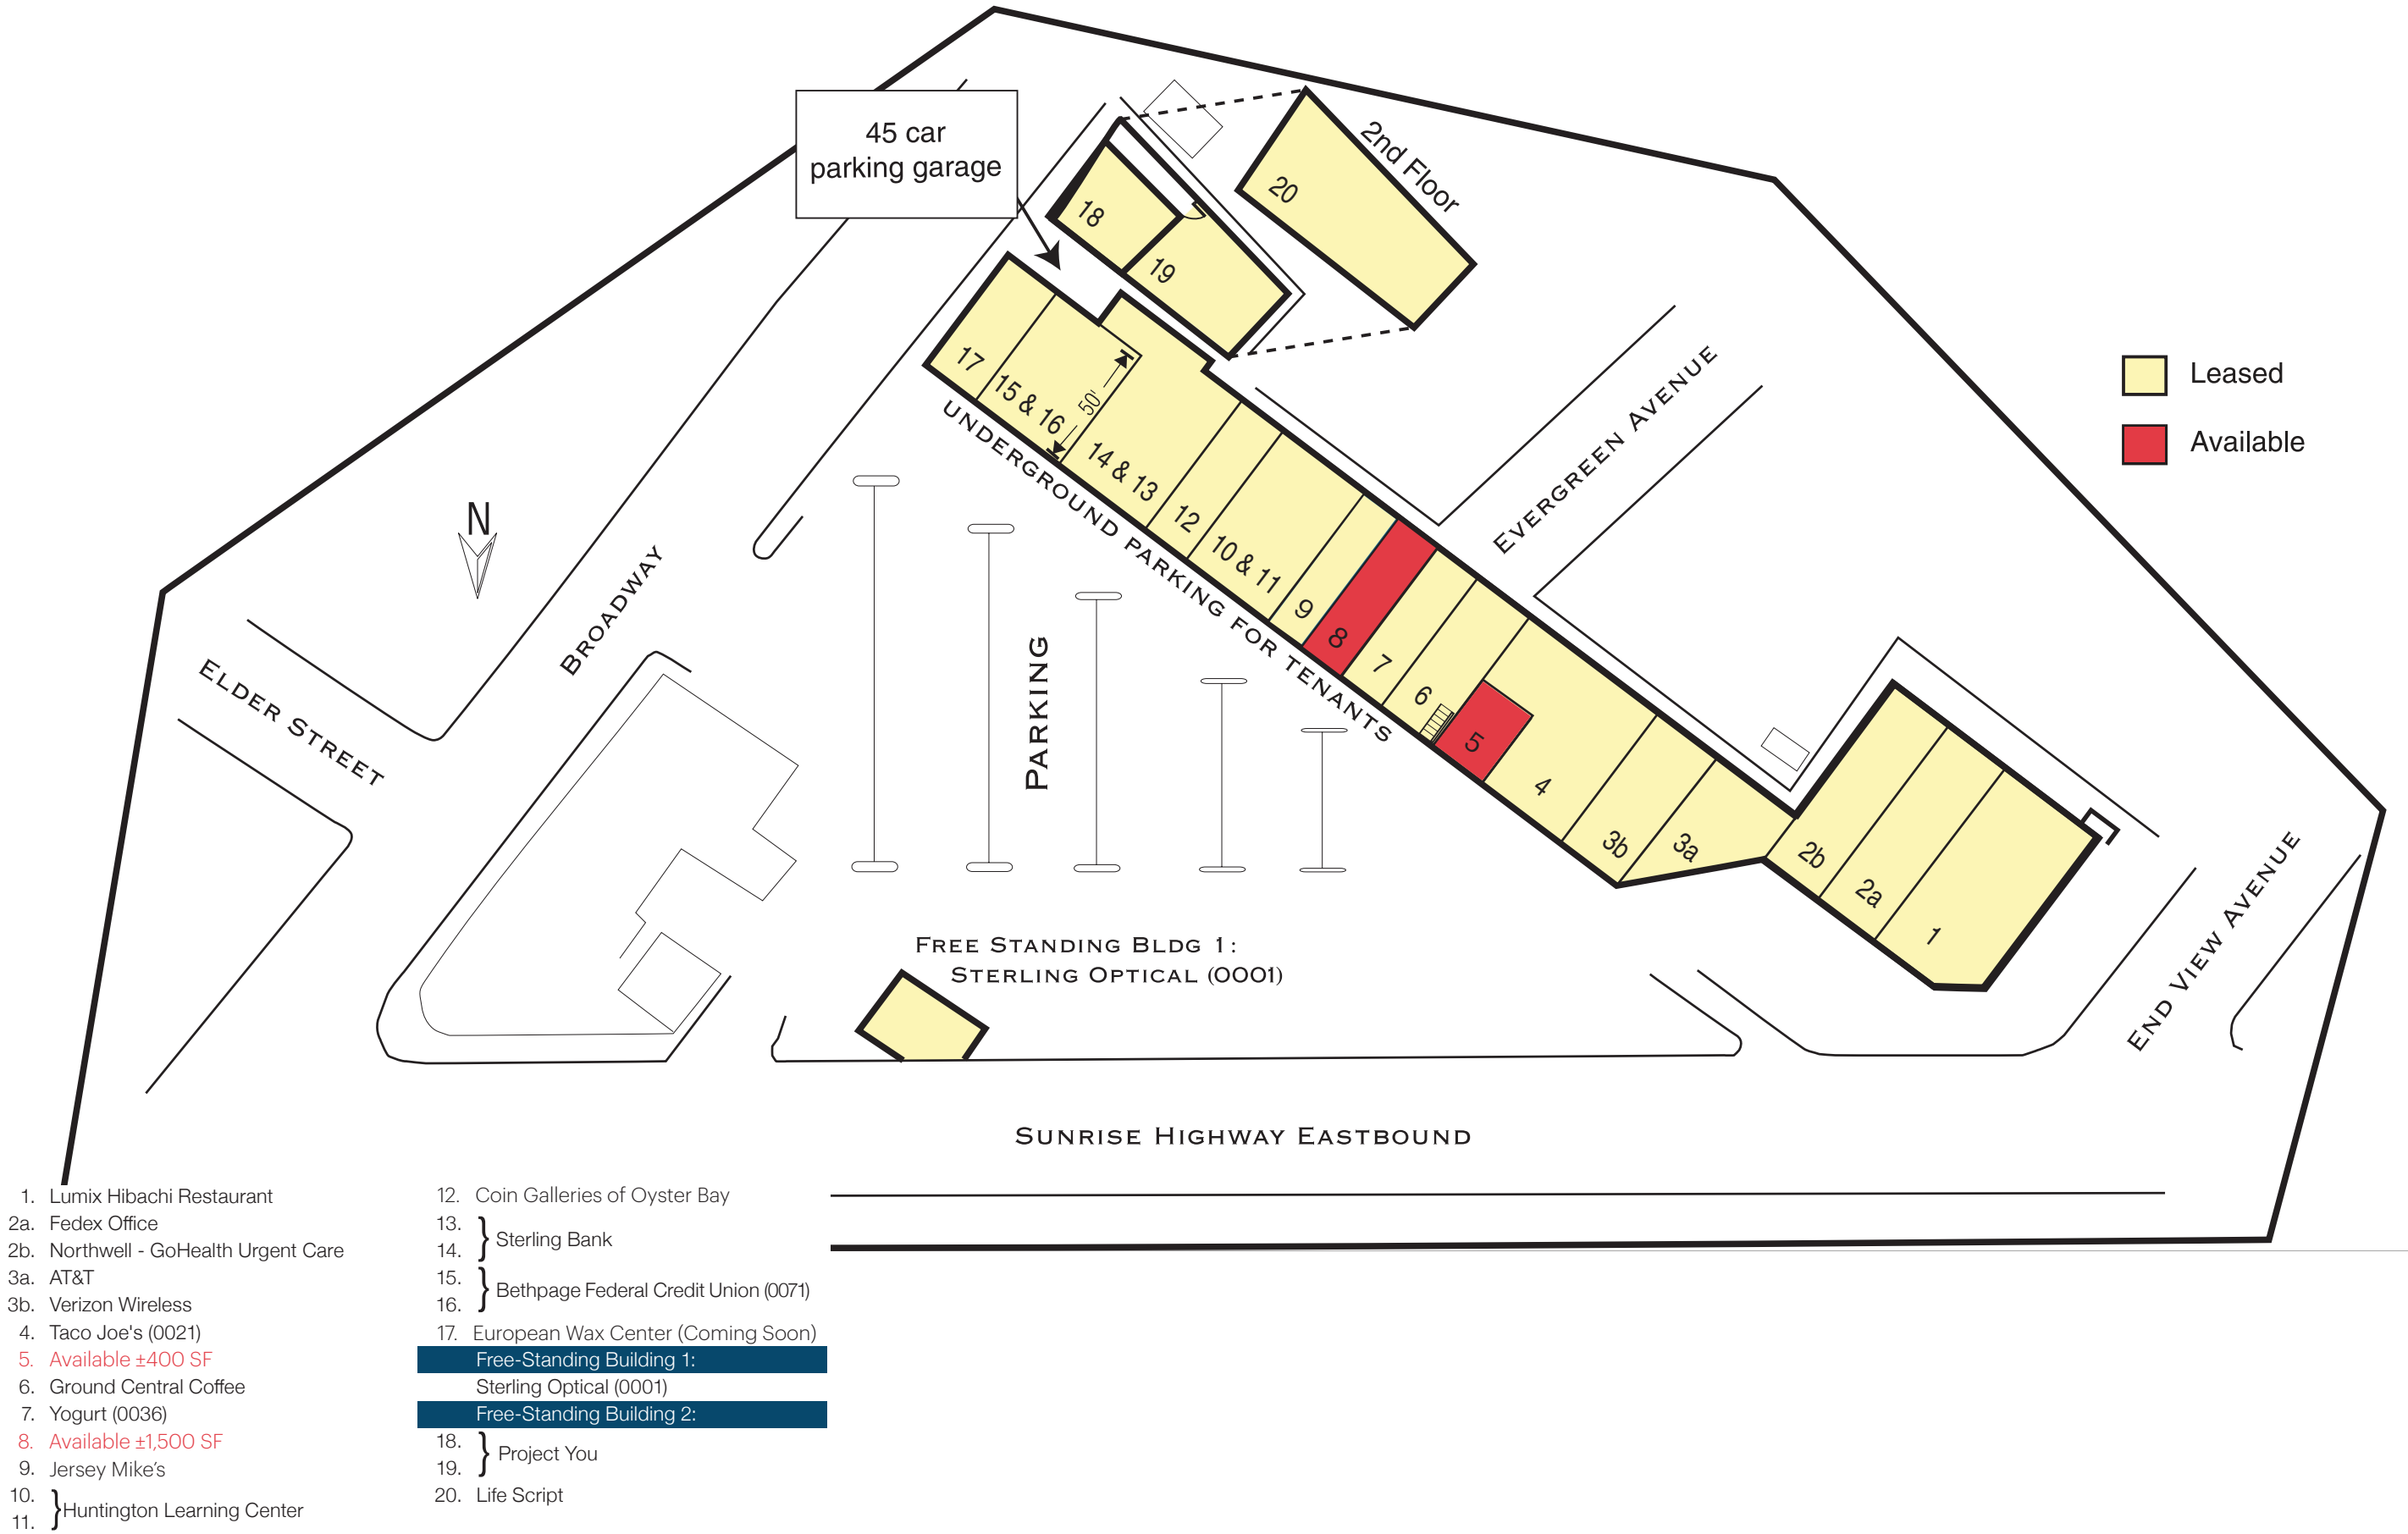 45 car
parking garage
2nd Floor
20
18
19
17
15 & 16
50'
14 & 13
12
10 & 11
9
8
7
6
5
4
3b
3a
2b
2a
1
Leased
Available
UNDERGROUND PARKING FOR TENANTS
EVERGREEN AVENUE
N
BROADWAY
ELDER STREET
PARKING
END VIEW AVENUE
FREE STANDING BLDG 1:
STERLING OPTICAL (0001)
SUNRISE HIGHWAY EASTBOUND
1. Lumix Hibachi Restaurant
2a. Fedex Office
2b. Northwell - GoHealth Urgent Care
3a. AT&T
3b. Verizon Wireless
4. Taco Joe's (0021)
5. Available ±400 SF
6. Ground Central Coffee
7. Yogurt (0036)
8. Available ±1,500 SF
9. Jersey Mike’s
10.
} Huntington Learning Center
11.
12. Coin Galleries of Oyster Bay
13.
} Sterling Bank
14.
15.
} Bethpage Federal Credit Union (0071)
16.
17. European Wax Center (Coming Soon)
Free-Standing Building 1:
Sterling Optical (0001)
Free-Standing Building 2:
18.
} Project You
19.
20. Life Script